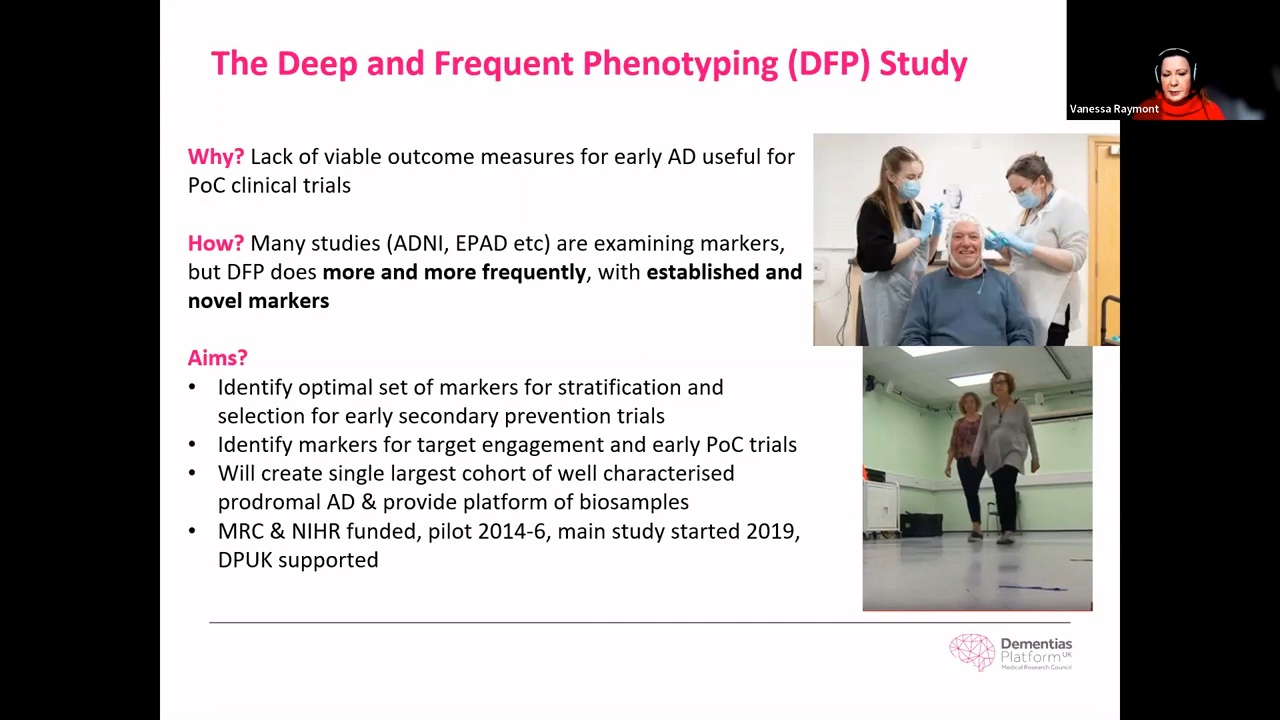 The Deep and Frequent Phenotyping (DFP) Study
Vanessa Raymont
Why? Lack of viable outcome measures for early AD useful for
PoC clinical trials
How? Many studies (ADNI, EPAD etc) are examining markers,
but DFP does more and more frequently, with established and
novel markers
Aims?
• Identify optimal set of markers for stratification and
selection for early secondary prevention trials
• Identify markers for target engagement and early PoC trials
• Will create single largest cohort of well characterised
prodromal AD & provide platform of biosamples
• MRC & NIHR funded, pilot 2014-6, main study started 2019,
DPUK supported
Dementias
Platform UK
Medical Research Council